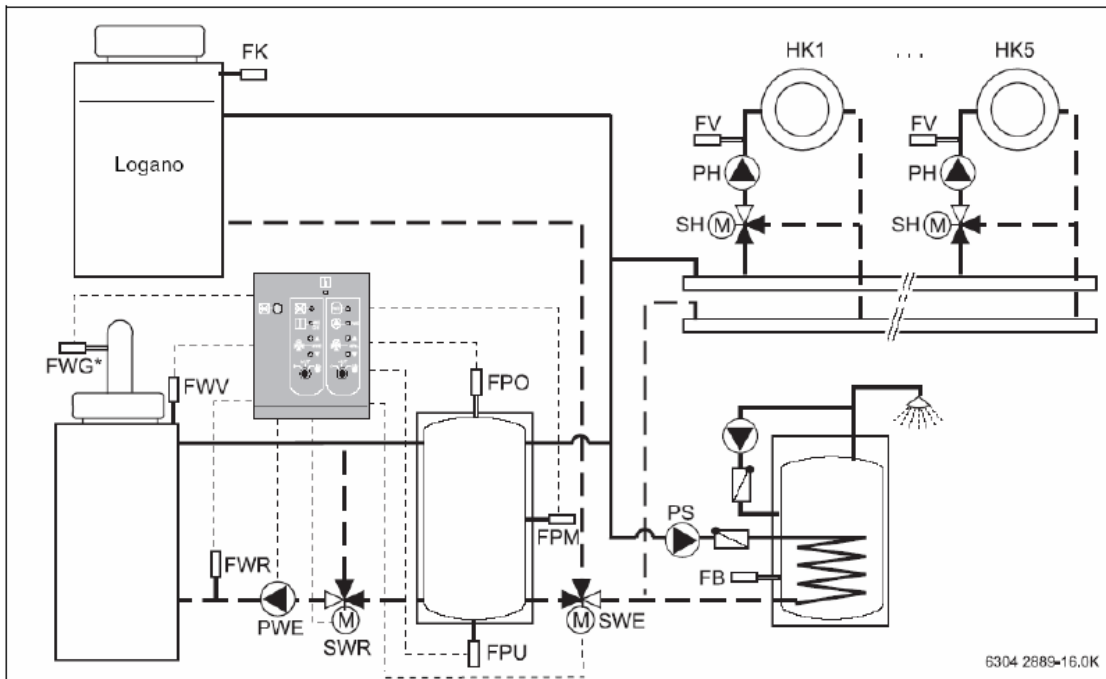 FK
HK1
...
HK5
Logano
FV
FV
PH
PH
SH
M
SH
M
FWG*
FWV
FPO
FPM
PS
FWR
FB
PWE
M
SWR
M
SWE
FPU
6304 2889-16.0K